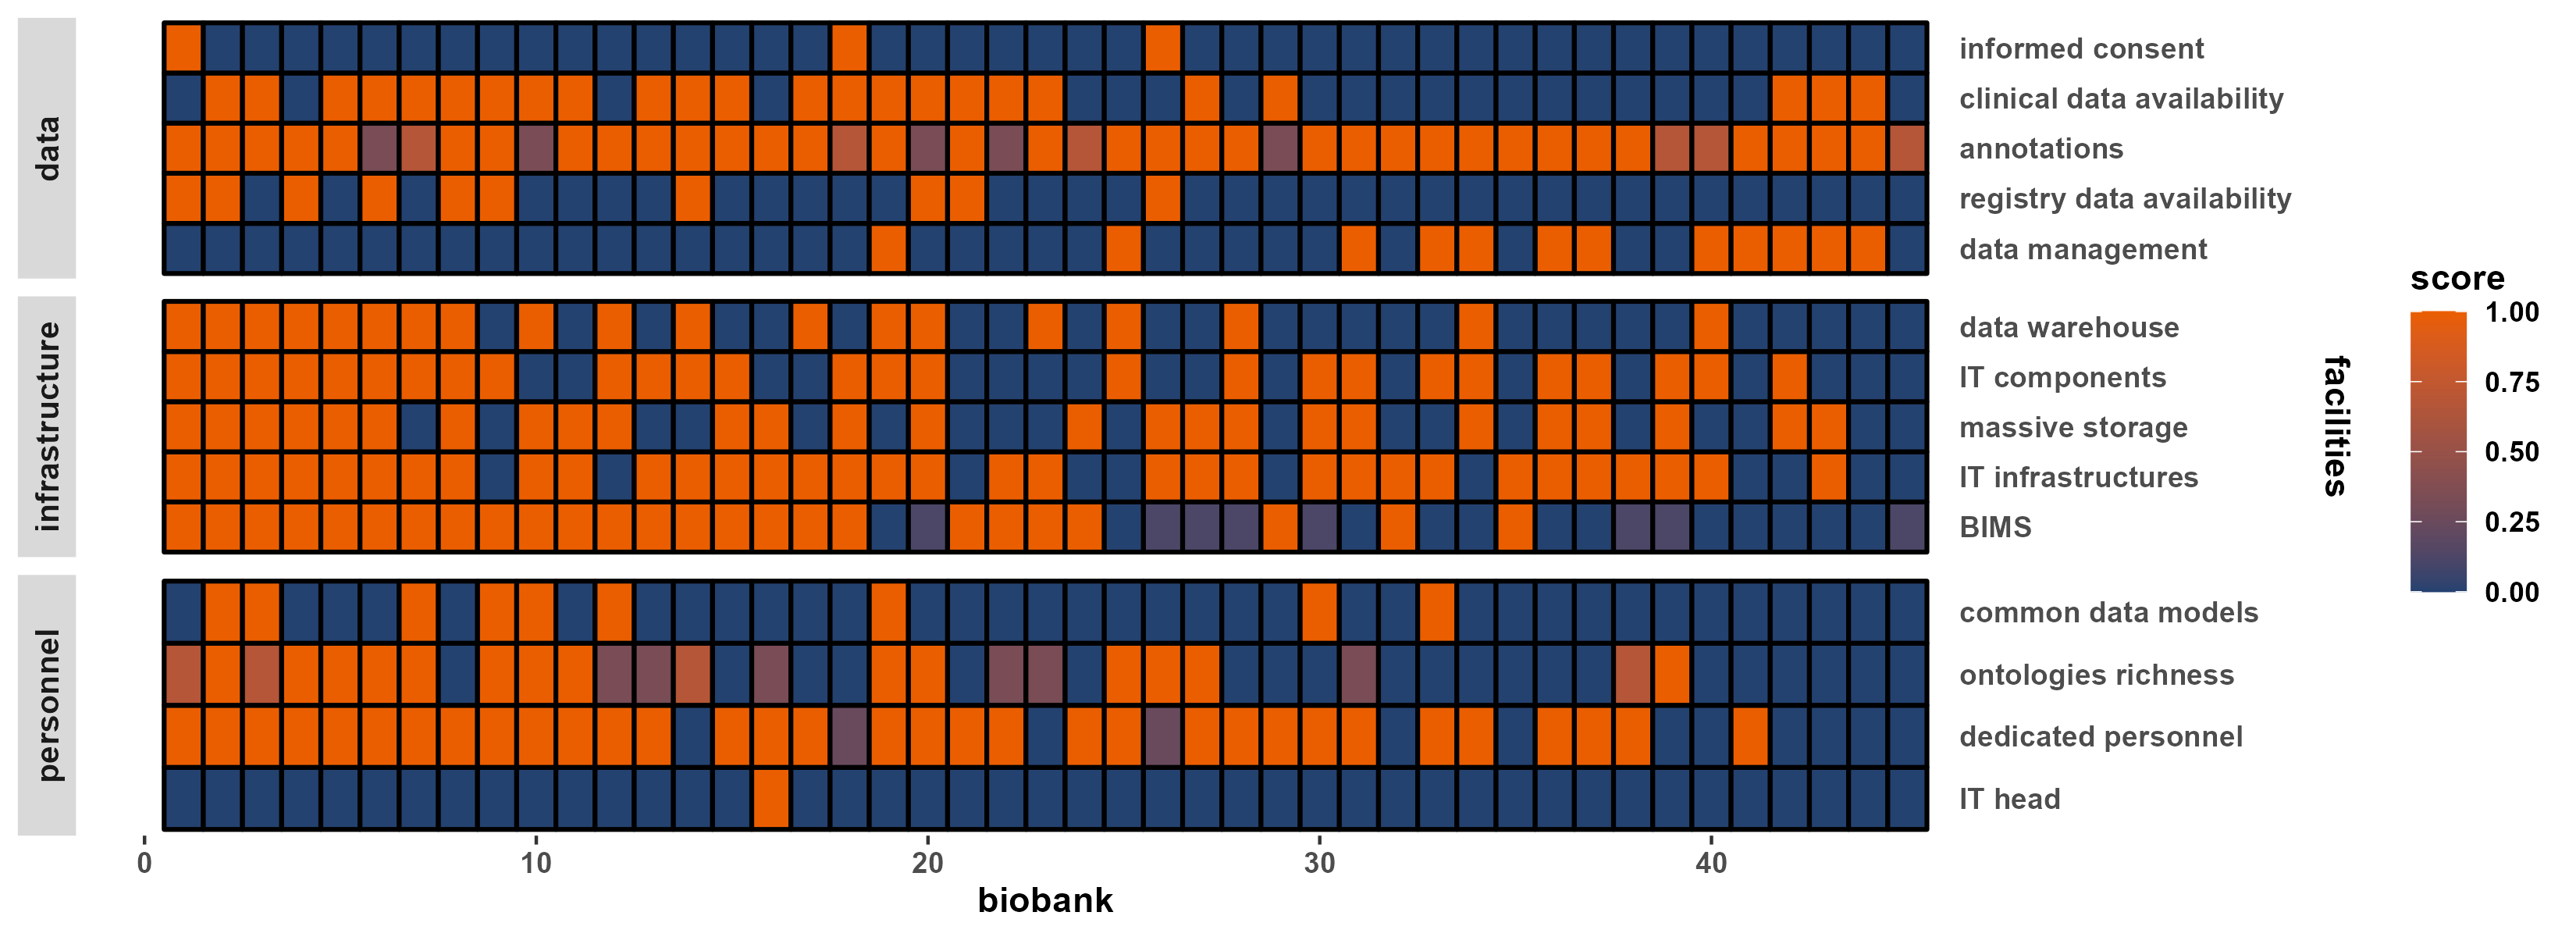 data
informed consent
clinical data availability
annotations
registry data availability
data management
infrastructure
data warehouse
IT components
massive storage
IT infrastructures
BIMS
personnel
common data models
ontologies richness
dedicated personnel
IT head
0
10
20
30
40
biobank
facilities
score
1.00
0.75
0.50
0.25
0.00